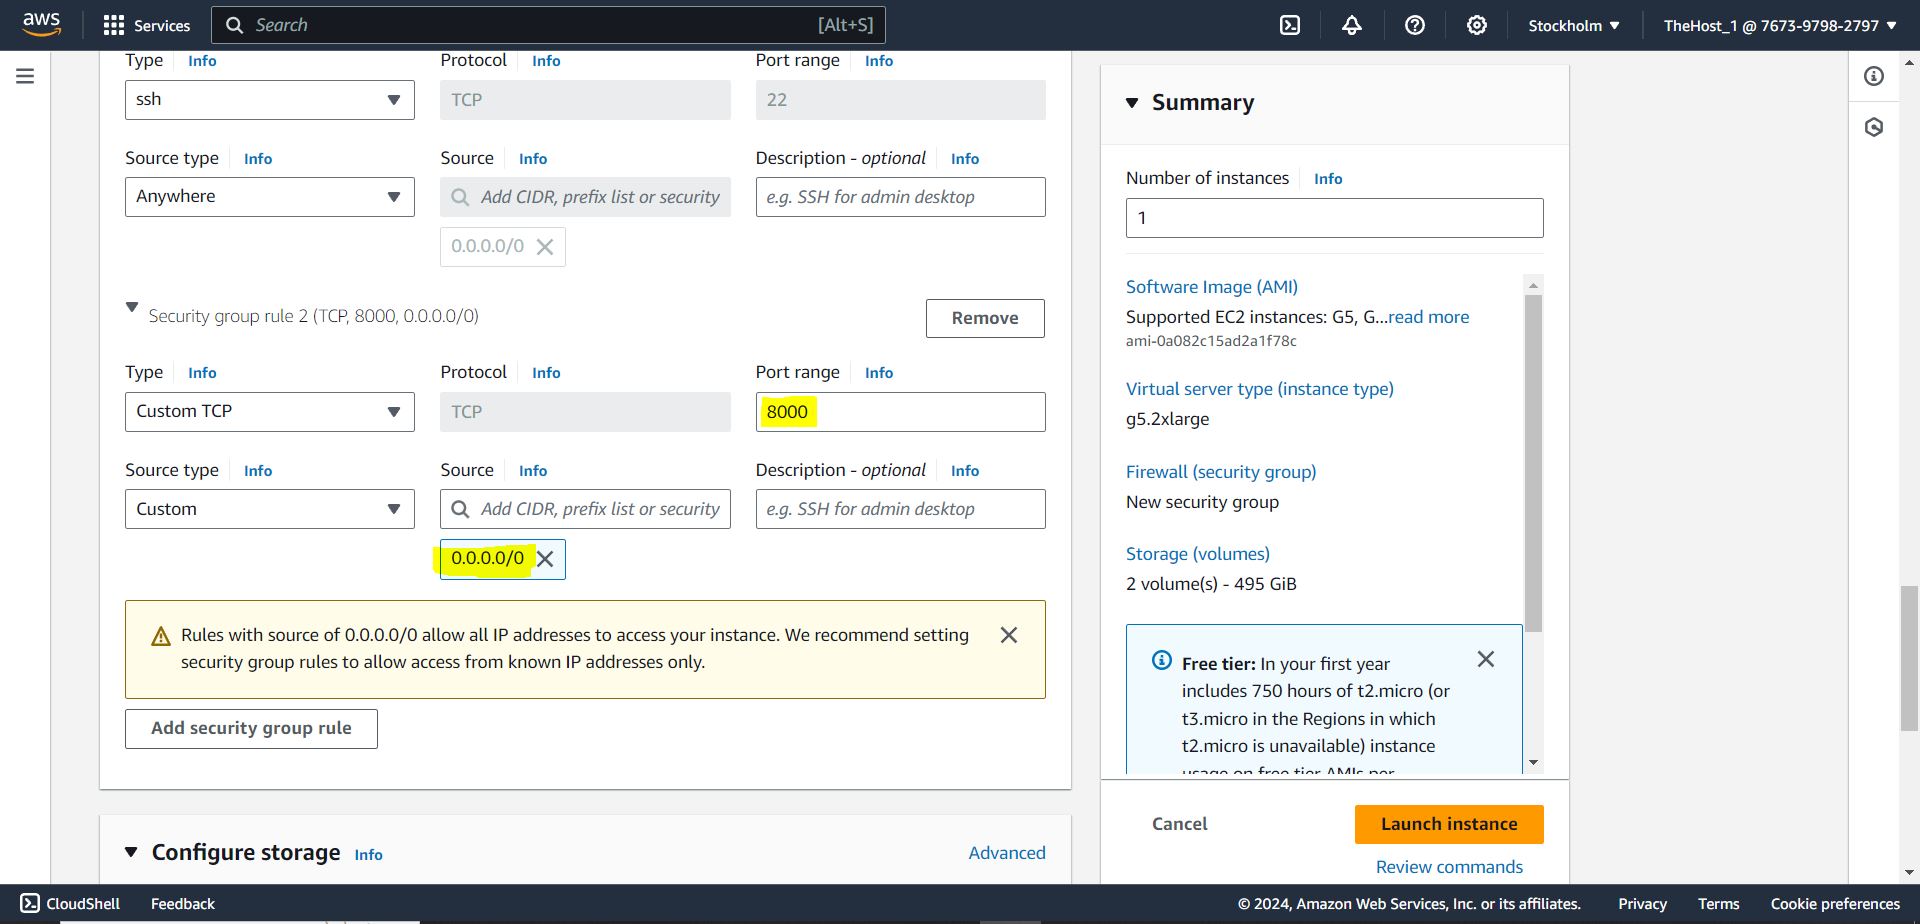 aws
Services
Search
[Alt+S]
Stockholm
TheHost_1 @ 7673-9798-2797
Type Info
Protocol Info
Port range Info
ssh
TCP
22
Source type Info
Source Info
Description - optional Info
Anywhere
Add CIDR, prefix list or security
e.g. SSH for admin desktop
0.0.0.0/0
Security group rule 2 (TCP, 8000, 0.0.0.0/0)
Remove
Type Info
Protocol Info
Port range Info
Custom TCP
TCP
8000
Source type Info
Source Info
Description - optional Info
Custom
Add CIDR, prefix list or security
e.g. SSH for admin desktop
0.0.0.0/0
Rules with source of 0.0.0.0/0 allow all IP addresses to access your instance. We recommend setting
security group rules to allow access from known IP addresses only.
Add security group rule
Configure storage Info
Advanced
Summary
Number of instances Info
1
Software Image (AMI)
Supported EC2 instances: G5, G...read more
ami-0a082c15ad2a1f78c
Virtual server type (instance type)
g5.2xlarge
Firewall (security group)
New security group
Storage (volumes)
2 volume(s) - 495 GiB
Free tier: In your first year
includes 750 hours of t2.micro (or
t3.micro in the Regions in which
t2.micro is unavailable) instance
usage on free tier AMIs per
Cancel
Launch instance
Review commands
CloudShell
Feedback
© 2024, Amazon Web Services, Inc. or its affiliates.
Privacy
Terms
Cookie preferences